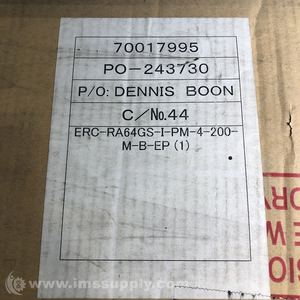 70017995
PO-243730
P/O: DENNIS BOON
C/No.44
ERC-RA64GS-I-PM-4-200-
M-B-EP (1)
www.imssupply.com